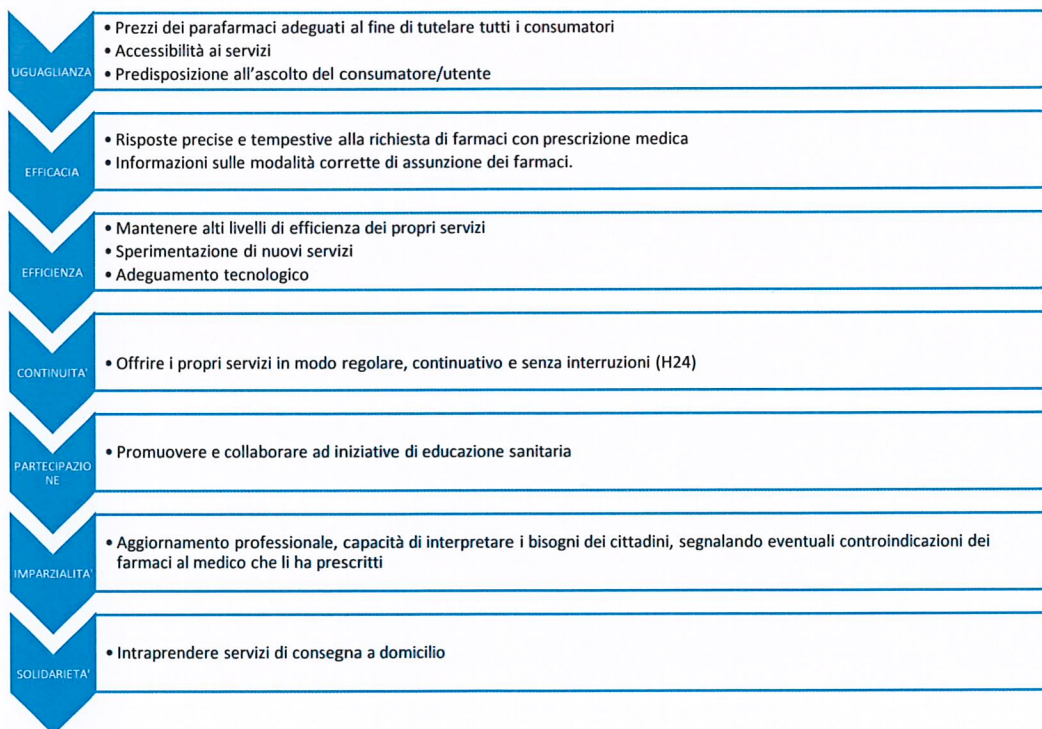 UGUAGLIANZA
• Prezzi dei parafarmaci adeguati al fine di tutelare tutti i consumatori
• Accessibilità ai servizi
• Predisposizione all'ascolto del consumatore/utente
EFFICACIA
• Risposte precise e tempestive alla richiesta di farmaci con prescrizione medica
• Informazioni sulle modalità corrette di assunzione dei farmaci.
EFFICIENZA
• Mantenere alti livelli di efficienza dei propri servizi
• Sperimentazione di nuovi servizi
• Adeguamento tecnologico
CONTINUITA'
• Offrire i propri servizi in modo regolare, continuativo e senza interruzioni (H24)
PARTECIPAZIO
NE
• Promuovere e collaborare ad iniziative di educazione sanitaria
IMPARZIALITA'
• Aggiornamento professionale, capacità di interpretare i bisogni dei cittadini, segnalando eventuali controindicazioni dei
farmaci al medico che li ha prescritti
SOLIDARIETA'
• Intraprendere servizi di consegna a domicilio